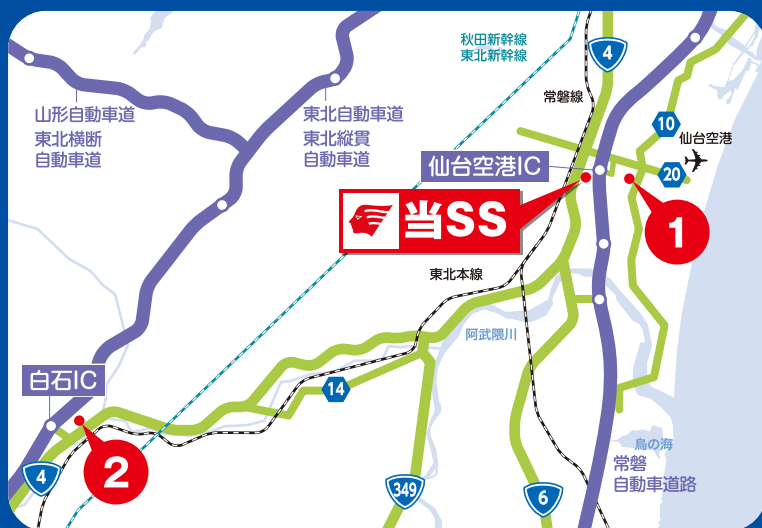 秋田新幹線
東北新幹線
4
常磐線
山形自動車道
東北横断
自動車道
東北自動車道
東北縦貫
自動車道
10
仙台空港
仙台空港IC
20
当SS
1
東北本線
阿武隈川
白石IC
14
鳥の海
常磐
自動車道路
2
4
349
6